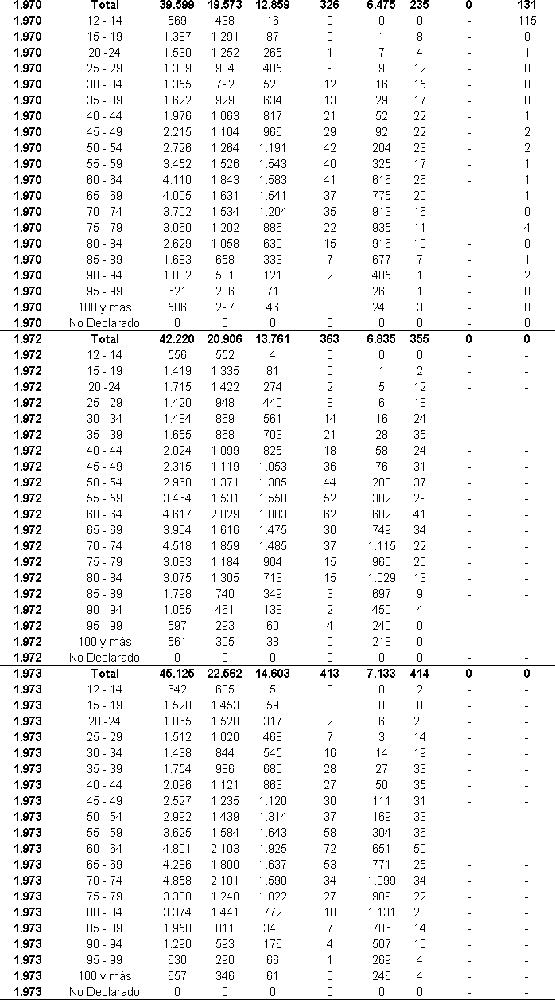 1.970 Total 39.599 19.573 12.859 326 6.475 235 0 131
1.970 12 - 14 569 438 16 0 0 0 - 115
1.970 15 - 19 1.387 1.291 87 0 1 8 - 0
1.970 20 -24 1.530 1.252 265 1 7 4 - 1
1.970 25 - 29 1.339 904 405 9 9 12 - 0
1.970 30 - 34 1.355 792 520 12 16 15 - 0
1.970 35 - 39 1.622 929 634 13 29 17 - 0
1.970 40 - 44 1.976 1.063 817 21 52 22 - 1
1.970 45 - 49 2.215 1.104 966 29 92 22 - 2
1.970 50 - 54 2.726 1.264 1.191 42 204 23 - 2
1.970 55 - 59 3.452 1.526 1.543 40 325 17 - 1
1.970 60 - 64 4.110 1.843 1.583 41 616 26 - 1
1.970 65 - 69 4.005 1.631 1.541 37 775 20 - 1
1.970 70 - 74 3.702 1.534 1.204 35 913 16 - 0
1.970 75 - 79 3.060 1.202 886 22 935 11 - 4
1.970 80 - 84 2.629 1.058 630 15 916 10 - 0
1.970 85 - 89 1.683 658 333 7 677 7 - 1
1.970 90 - 94 1.032 501 121 2 405 1 - 2
1.970 95 - 99 621 286 71 0 263 1 - 0
1.970 100 y más 586 297 46 0 240 3 - 0
1.970 No Declarado 0 0 0 0 0 0 - 0
1.972 Total 42.220 20.906 13.761 363 6.835 355 0 0
1.972 12 - 14 556 552 4 0 0 0 - -
1.972 15 - 19 1.419 1.335 81 0 1 2 - -
1.972 20 -24 1.715 1.422 274 2 5 12 - -
1.972 25 - 29 1.420 948 440 8 6 18 - -
1.972 30 - 34 1.484 869 561 14 16 24 - -
1.972 35 - 39 1.655 868 703 21 28 35 - -
1.972 40 - 44 2.024 1.099 825 18 58 24 - -
1.972 45 - 49 2.315 1.119 1.053 36 76 31 - -
1.972 50 - 54 2.960 1.371 1.305 44 203 37 - -
1.972 55 - 59 3.464 1.531 1.550 52 302 29 - -
1.972 60 - 64 4.617 2.029 1.803 62 682 41 - -
1.972 65 - 69 3.904 1.616 1.475 30 749 34 - -
1.972 70 - 74 4.518 1.859 1.485 37 1.115 22 - -
1.972 75 - 79 3.083 1.184 904 15 960 20 - -
1.972 80 - 84 3.075 1.305 713 15 1.029 13 - -
1.972 85 - 89 1.798 740 349 3 697 9 - -
1.972 90 - 94 1.055 461 138 2 450 4 - -
1.972 95 - 99 597 293 60 4 240 0 - -
1.972 100 y más 561 305 38 0 218 0 - -
1.972 No Declarado 0 0 0 0 0 0 - -
1.973 Total 45.125 22.562 14.603 413 7.133 414 0 0
1.973 12 - 14 642 635 5 0 0 2 - -
1.973 15 - 19 1.520 1.453 59 0 0 8 - -
1.973 20 -24 1.865 1.520 317 2 6 20 - -
1.973 25 - 29 1.512 1.020 468 7 3 14 - -
1.973 30 - 34 1.438 844 545 16 14 19 - -
1.973 35 - 39 1.754 986 680 28 27 33 - -
1.973 40 - 44 2.096 1.121 863 27 50 35 - -
1.973 45 - 49 2.527 1.235 1.120 30 111 31 - -
1.973 50 - 54 2.992 1.439 1.314 37 169 33 - -
1.973 55 - 59 3.625 1.584 1.643 58 304 36 - -
1.973 60 - 64 4.801 2.103 1.925 72 651 50 - -
1.973 65 - 69 4.286 1.800 1.637 53 771 25 - -
1.973 70 - 74 4.858 2.101 1.590 34 1.099 34 - -
1.973 75 - 79 3.300 1.240 1.022 27 989 22 - -
1.973 80 - 84 3.374 1.441 772 10 1.131 20 - -
1.973 85 - 89 1.958 811 340 7 786 14 - -
1.973 90 - 94 1.290 593 176 4 507 10 - -
1.973 95 - 99 630 290 66 1 269 4 - -
1.973 100 y más 657 346 61 0 246 4 - -
1.973 No Declarado 0 0 0 0 0 0 - -